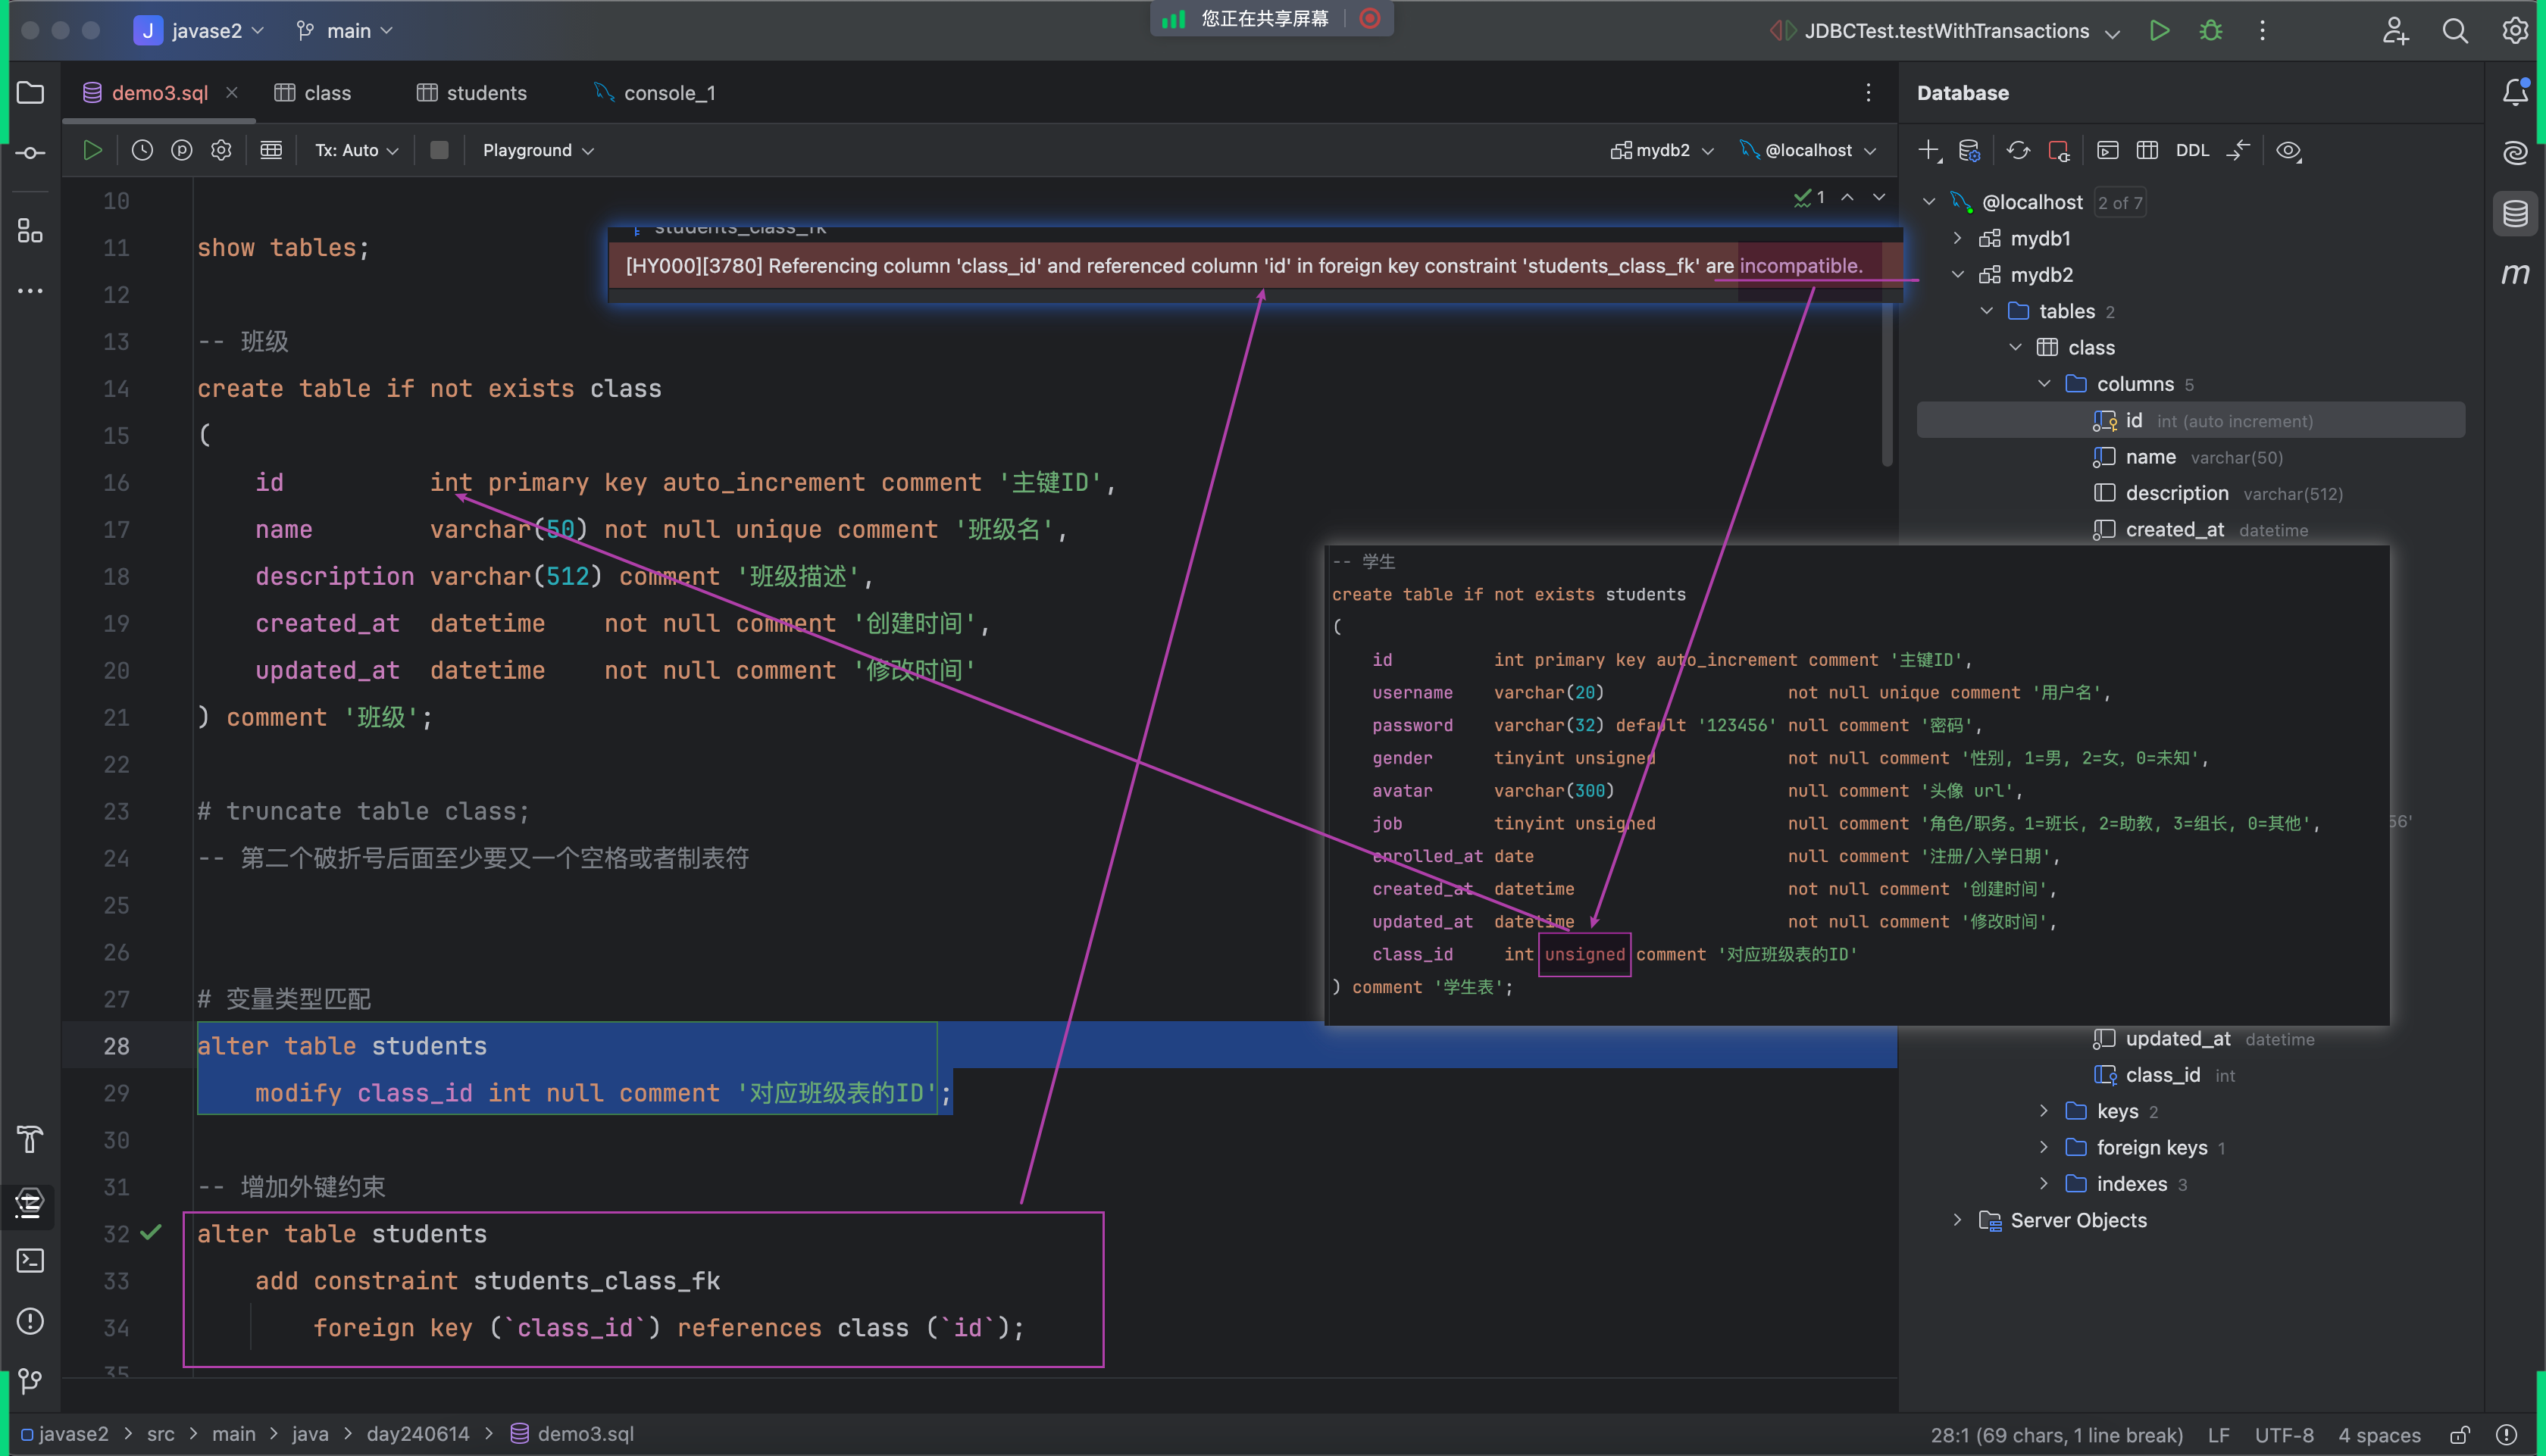 J javase2 main
您正在共享屏幕
JDBCTest.testWithTransactions
demo3.sql
class
students
console_1
Database
Tx: Auto
Playground
mydb2
@localhost
DDL
10
1
11 show tables;
12
students_class_fk
[HY000][3780] Referencing column 'class_id' and referenced column 'id' in foreign key constraint 'students_class_fk' are incompatible.
13 -- 班级
14 create table if not exists class
15 (
16 id int primary key auto_increment comment '主键ID',
17 name varchar(50) not null unique comment '班级名',
18 description varchar(512) comment '班级描述',
19 created_at datetime not null comment '创建时间',
20 updated_at datetime not null comment '修改时间'
21 ) comment '班级';
22
23 # truncate table class;
24 -- 第二个破折号后面至少要又一个空格或者制表符
25
26
27 # 变量类型匹配
28 alter table students
29 modify class_id int null comment '对应班级表的ID';
30
31 -- 增加外键约束
32 alter table students
33 add constraint students_class_fk
34 foreign key (`class_id`) references class (`id`);
35
-- 学生
create table if not exists students
(
id int primary key auto_increment comment '主键ID',
username varchar(20) not null unique comment '用户名',
password varchar(32) default '123456' null comment '密码',
gender tinyint unsigned not null comment '性别, 1=男, 2=女, 0=未知',
avatar varchar(300) null comment '头像 url',
job tinyint unsigned null comment '角色/职务。1=班长, 2=助教, 3=组长, 0=其他',
enrolled_at date null comment '注册/入学日期',
created_at datetime not null comment '创建时间',
updated_at datetime not null comment '修改时间',
class_id int unsigned comment '对应班级表的ID'
) comment '学生表';
@localhost 2 of 7
mydb1
mydb2
tables 2
class
columns 5
id int (auto increment)
name varchar(50)
description varchar(512)
created_at datetime
56'
updated_at datetime
class_id int
keys 2
foreign keys 1
indexes 3
Server Objects
m
javase2 > src > main > java > day240614 > demo3.sql
28:1 (69 chars, 1 line break) LF UTF-8 4 spaces